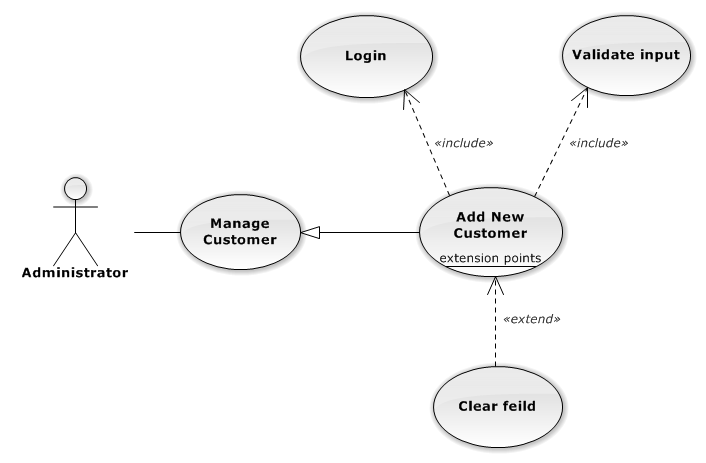 Login
Validate input
«include»
«include»
Manage
Customer
Add New
Customer
extension points
Administrator
«extend»
Clear feild